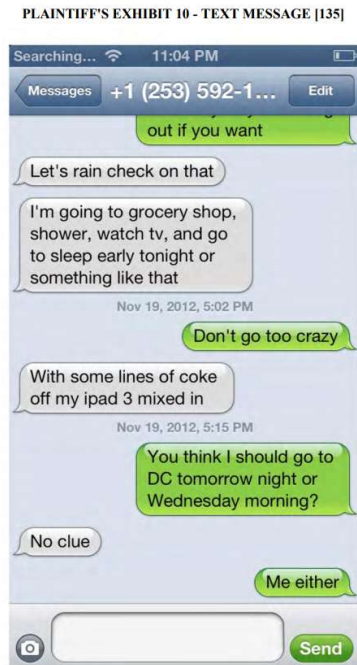 PLAINTIFF'S EXHIBIT 10 - TEXT MESSAGE [135]
Searching... 11:04 PM
Messages +1 (253) 592-1... Edit
out if you want
Let's rain check on that
I'm going to grocery shop,
shower, watch tv, and go
to sleep early tonight or
something like that
Nov 19, 2012, 5:02 PM
Don't go too crazy
With some lines of coke
off my ipad 3 mixed in
Nov 19, 2012, 5:15 PM
You think I should go to
DC tomorrow night or
Wednesday morning?
No clue
Me either
Send